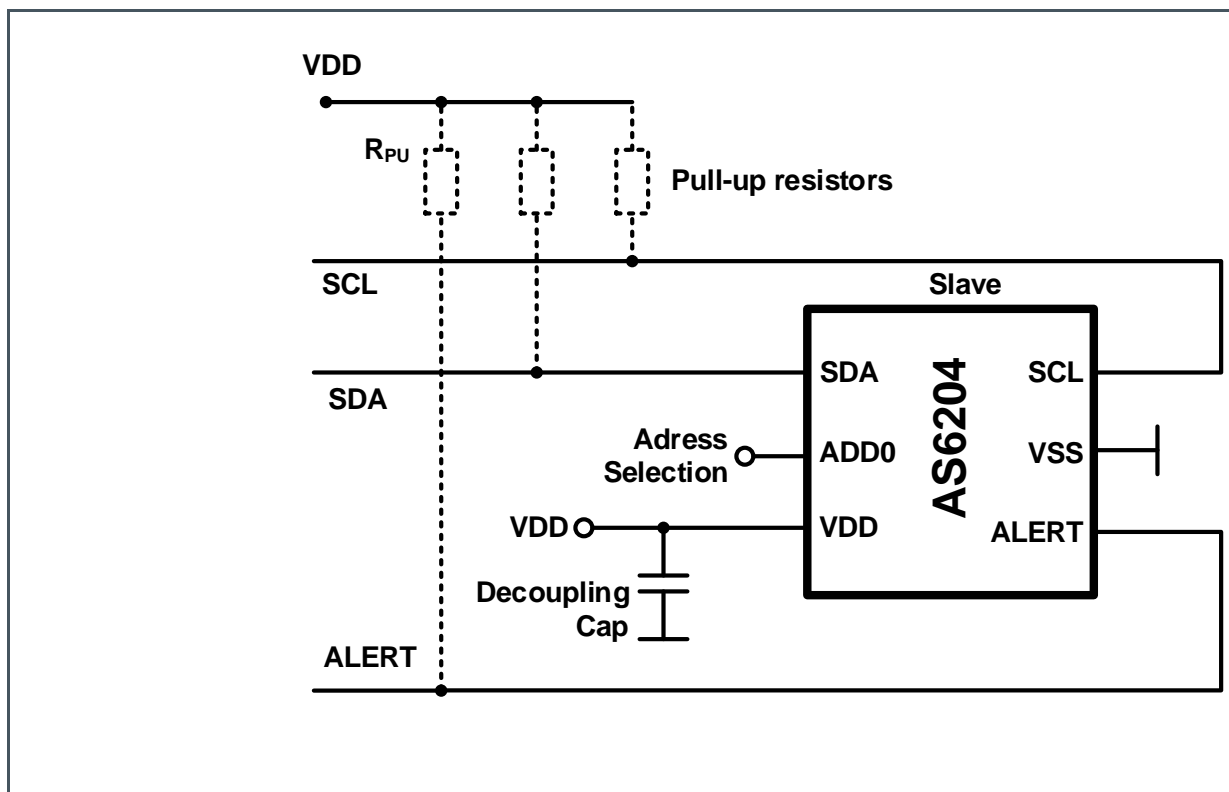 VDD
RPU
Pull-up resistors
SCL
Slave
SDA
SDA
SCL
AS6204
Adress
Selection
ADD0
VSS
VDD
VDD
ALERT
Decoupling
Cap
ALERT